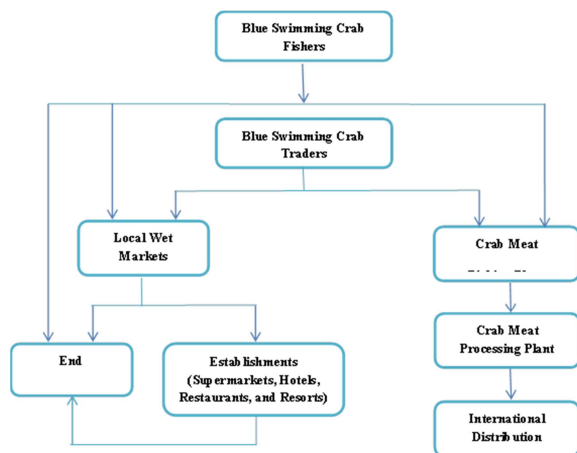 Blue Swimming Crab
Fishers
Blue Swimming Crab
Traders
Local Wet
Markets
Crab Meat
End
Establishments
(Supermarkets, Hotels,
Restaurants, and Resorts)
Crab Meat
Processing Plant
International
Distribution